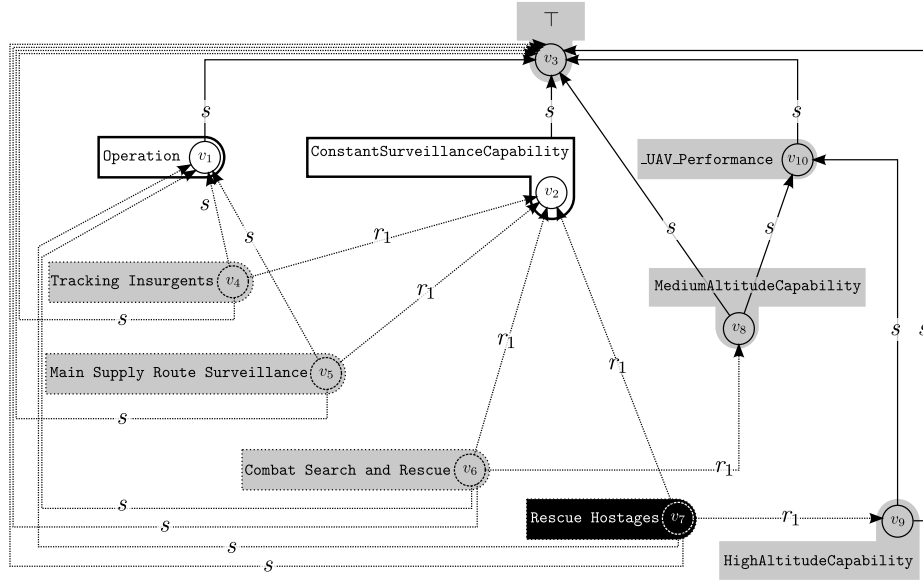 ⊤
v3
s
s
s
Operation
v1
ConstantSurveillanceCapability
_UAV_Performance
v10
v2
s
r1
s
s
s
Tracking Insurgents
v4
MediumAltitudeCapability
r1
s
v8
s
s
r1
r1
Main Supply Route Surveillance
v5
s
Combat Search and Rescue
v6
r1
s
s
Rescue Hostages
v7
r1
v9
s
s
HighAltitudeCapability